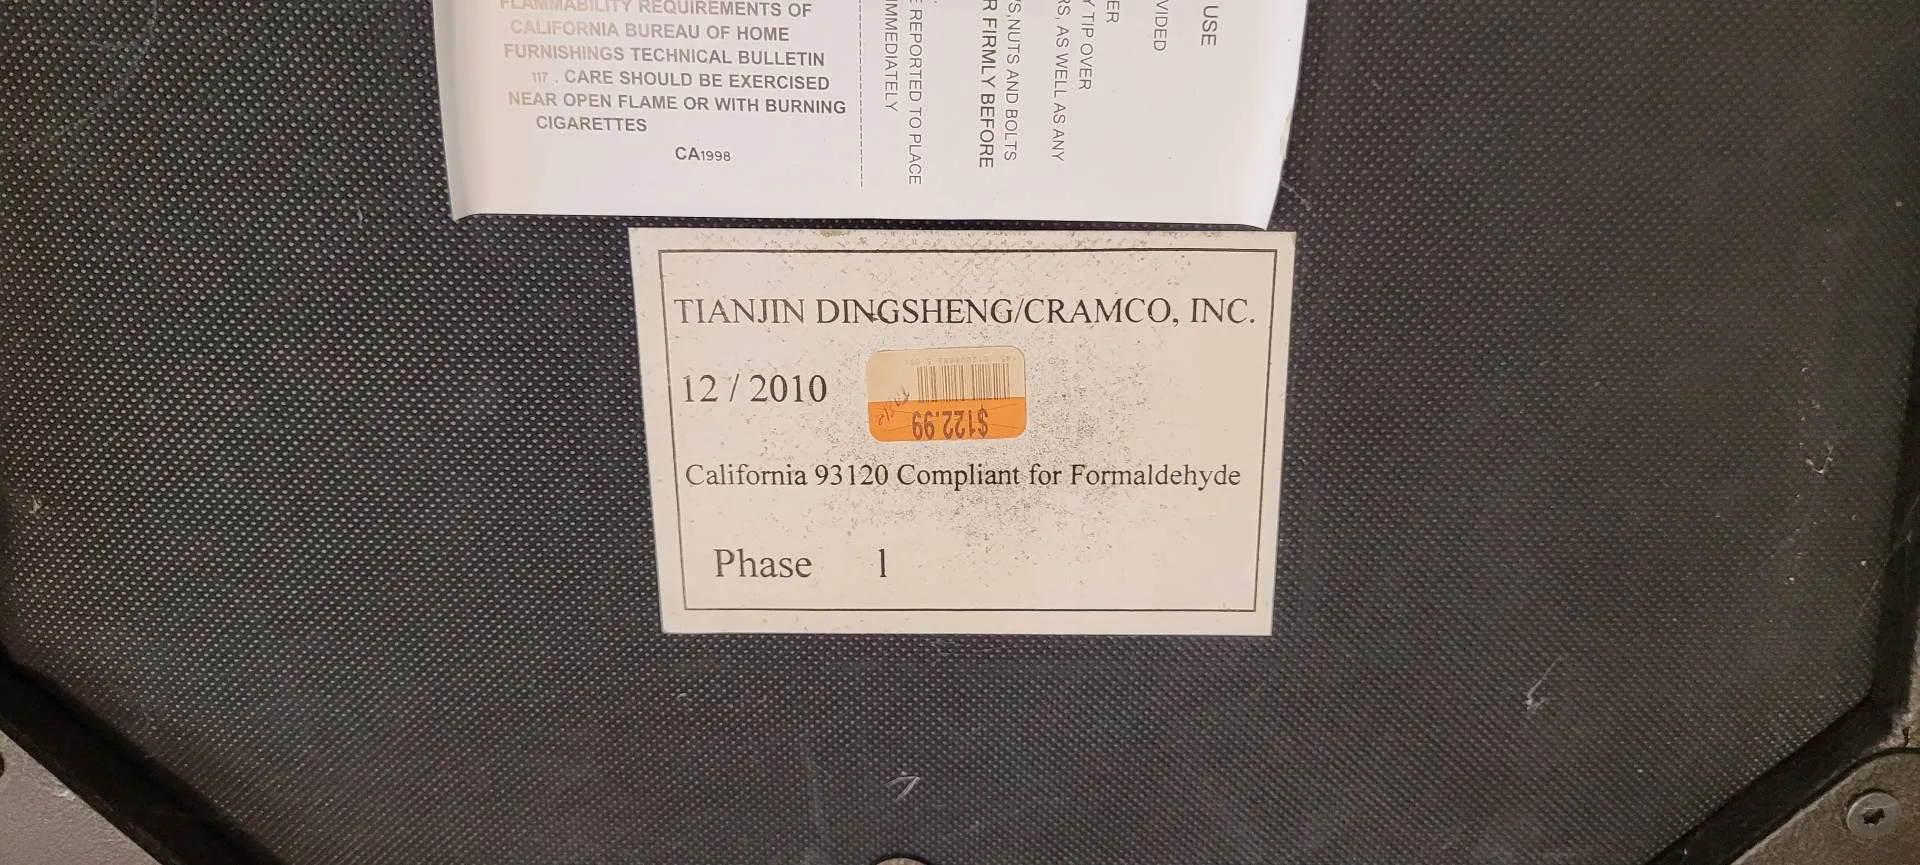 FLAMMABILITY REQUIREMENTS OF
CALIFORNIA BUREAU OF HOME
FURNISHINGS TECHNICAL BULLETIN
117 . CARE SHOULD BE EXERCISED
NEAR OPEN FLAME OR WITH BURNING
CIGARETTES
CA1998
USE
VIDED
ER
Y TIP OVER
RS, AS WELL AS ANY
S,NUTS AND BOLTS
R FIRMLY BEFORE
E REPORTED TO PLACE
IMMEDIATELY
TIANJIN DINGSHENG/CRAMCO, INC.
12 / 2010
$122.99
California 93120 Compliant for Formaldehyde
Phase 1